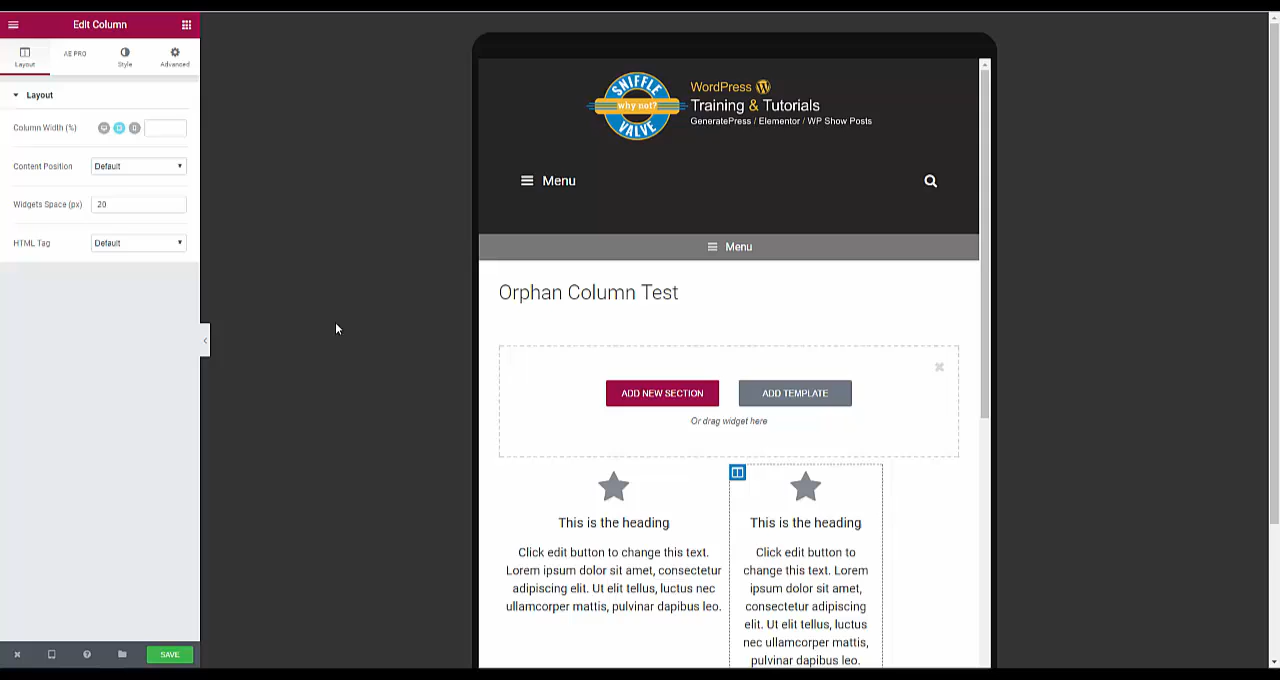 Edit Column
Layout
AE PRO
Style
Advanced
Layout
Column Width (%)
Content Position
Default
Widgets Space (px)
20
HTML Tag
Default
SAVE
SNIFFLE
why not?
VALVE
WordPress
Training & Tutorials
GeneratePress / Elementor / WP Show Posts
Menu
Menu
Orphan Column Test
ADD NEW SECTION
ADD TEMPLATE
Or drag widget here
This is the heading
Click edit button to change this text.
Lorem ipsum dolor sit amet, consectetur
adipiscing elit. Ut elit tellus, luctus nec
ullamcorper mattis, pulvinar dapibus leo.
This is the heading
Click edit button to
change this text. Lorem
ipsum dolor sit amet,
consectetur adipiscing
elit. Ut elit tellus, luctus
nec ullamcorper mattis,
pulvinar dapibus leo.